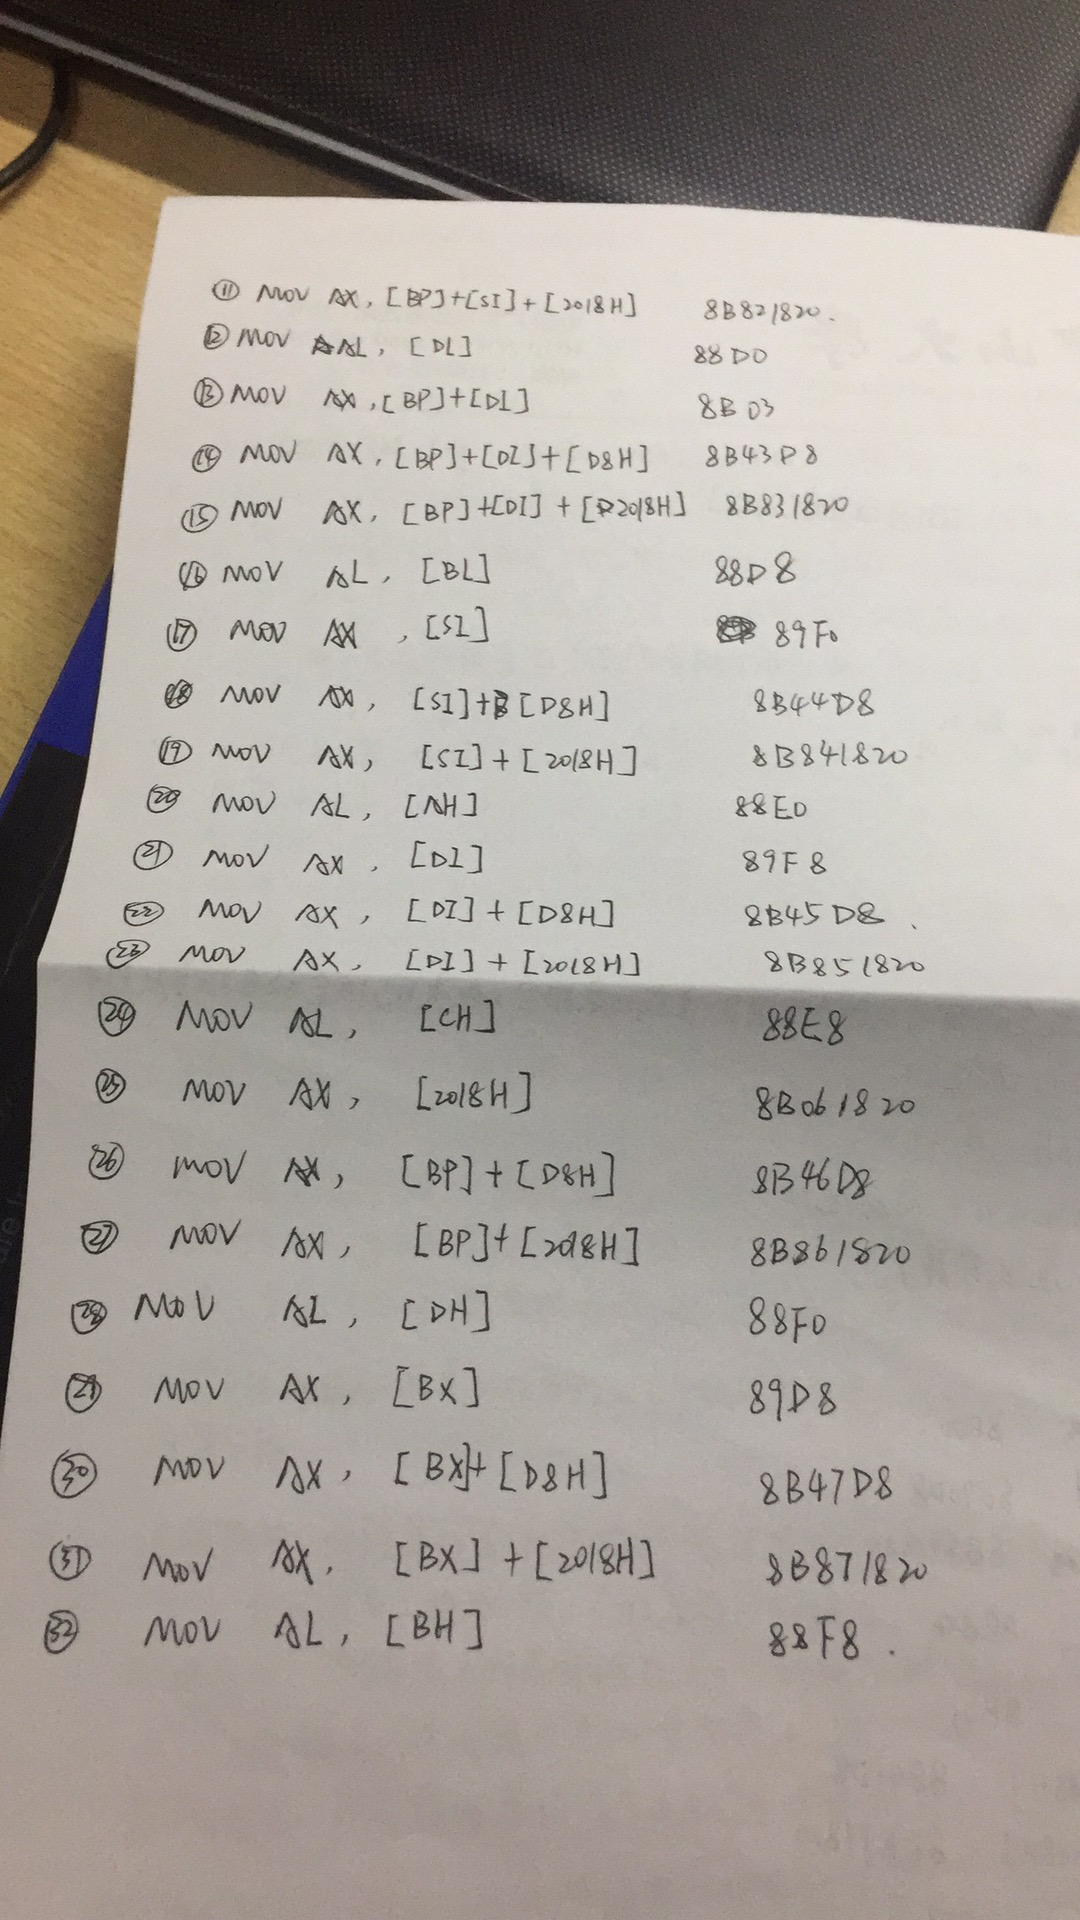 ⑪ MOV AX, [BP]+[SI]+[2018H] 8B821820.
⑫ MOV AL, [DL] 88D0
⑬ MOV AX, [BP]+[DI] 8B03
⑭ MOV AX, [BP]+[DI]+[D8H] 8B43D8
⑮ MOV AX, [BP]+[DI]+[2018H] 8B831820
⑯ MOV AL, [BL] 88D8
⑰ MOV AX, [SI] 89F0
⑱ MOV AX, [SI]+[D8H] 8B44D8
⑲ MOV AX, [SI]+[2018H] 8B841820
⑳ MOV AL, [AH] 88E0
㉑ MOV AX, [DI] 89F8
㉒ MOV AX, [DI]+[D8H] 8B45D8.
㉓ MOV AX, [DI]+[2018H] 8B851820
㉔ MOV AL, [CH] 88E8
㉕ MOV AX, [2018H] 8B061820
㉖ MOV AX, [BP]+[D8H] 8B46D8
㉗ MOV AX, [BP]+[2018H] 8B861820
㉘ MOV AL, [DH] 88F0
㉙ MOV AX, [BX] 89D8
㉚ MOV AX, [BX]+[D8H] 8B47D8
㉛ MOV AX, [BX]+[2018H] 8B871820
㉜ MOV AL, [BH] 88F8.